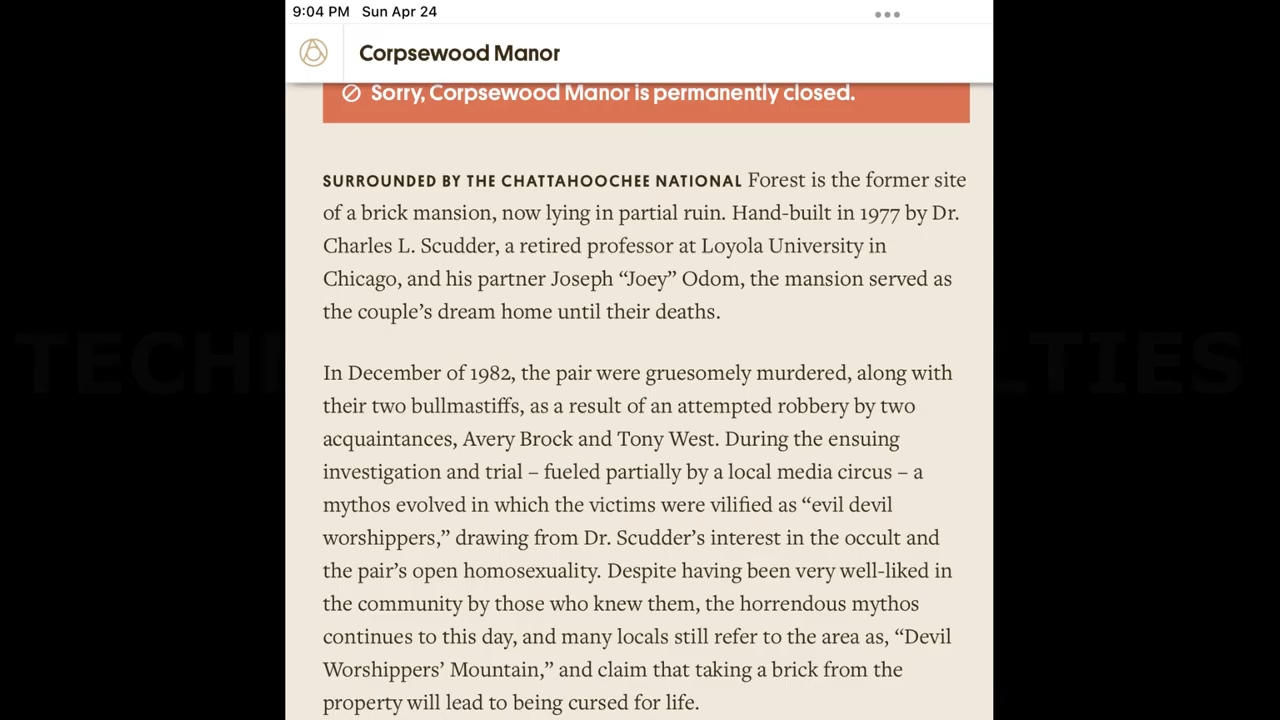 9:04 PM Sun Apr 24
Corpsewood Manor
Sorry, Corpsewood Manor is permanently closed.
SURROUNDED BY THE CHATTAHOOCHEE NATIONAL Forest is the former site
of a brick mansion, now lying in partial ruin. Hand-built in 1977 by Dr.
Charles L. Scudder, a retired professor at Loyola University in
Chicago, and his partner Joseph “Joey” Odom, the mansion served as
the couple’s dream home until their deaths.
In December of 1982, the pair were gruesomely murdered, along with
their two bullmastiffs, as a result of an attempted robbery by two
acquaintances, Avery Brock and Tony West. During the ensuing
investigation and trial – fueled partially by a local media circus – a
mythos evolved in which the victims were vilified as “evil devil
worshippers,” drawing from Dr. Scudder’s interest in the occult and
the pair’s open homosexuality. Despite having been very well-liked in
the community by those who knew them, the horrendous mythos
continues to this day, and many locals still refer to the area as, “Devil
Worshippers’ Mountain,” and claim that taking a brick from the
property will lead to being cursed for life.
TECH
LTIES